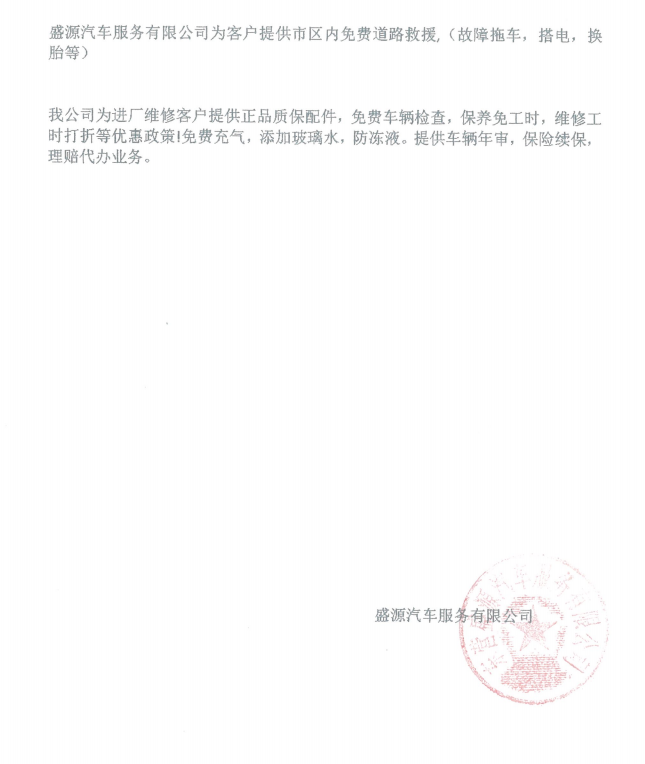 盛源汽车服务有限公司为客户提供市区内免费道路救援,（故障拖车，搭电，换
胎等）
我公司为进厂维修客户提供正品质保配件，免费车辆检查，保养免工时，维修工
时打折等优惠政策!免费充气，添加玻璃水，防冻液。提供车辆年审，保险续保，
理赔代办业务。
盛源汽车服务有限公司